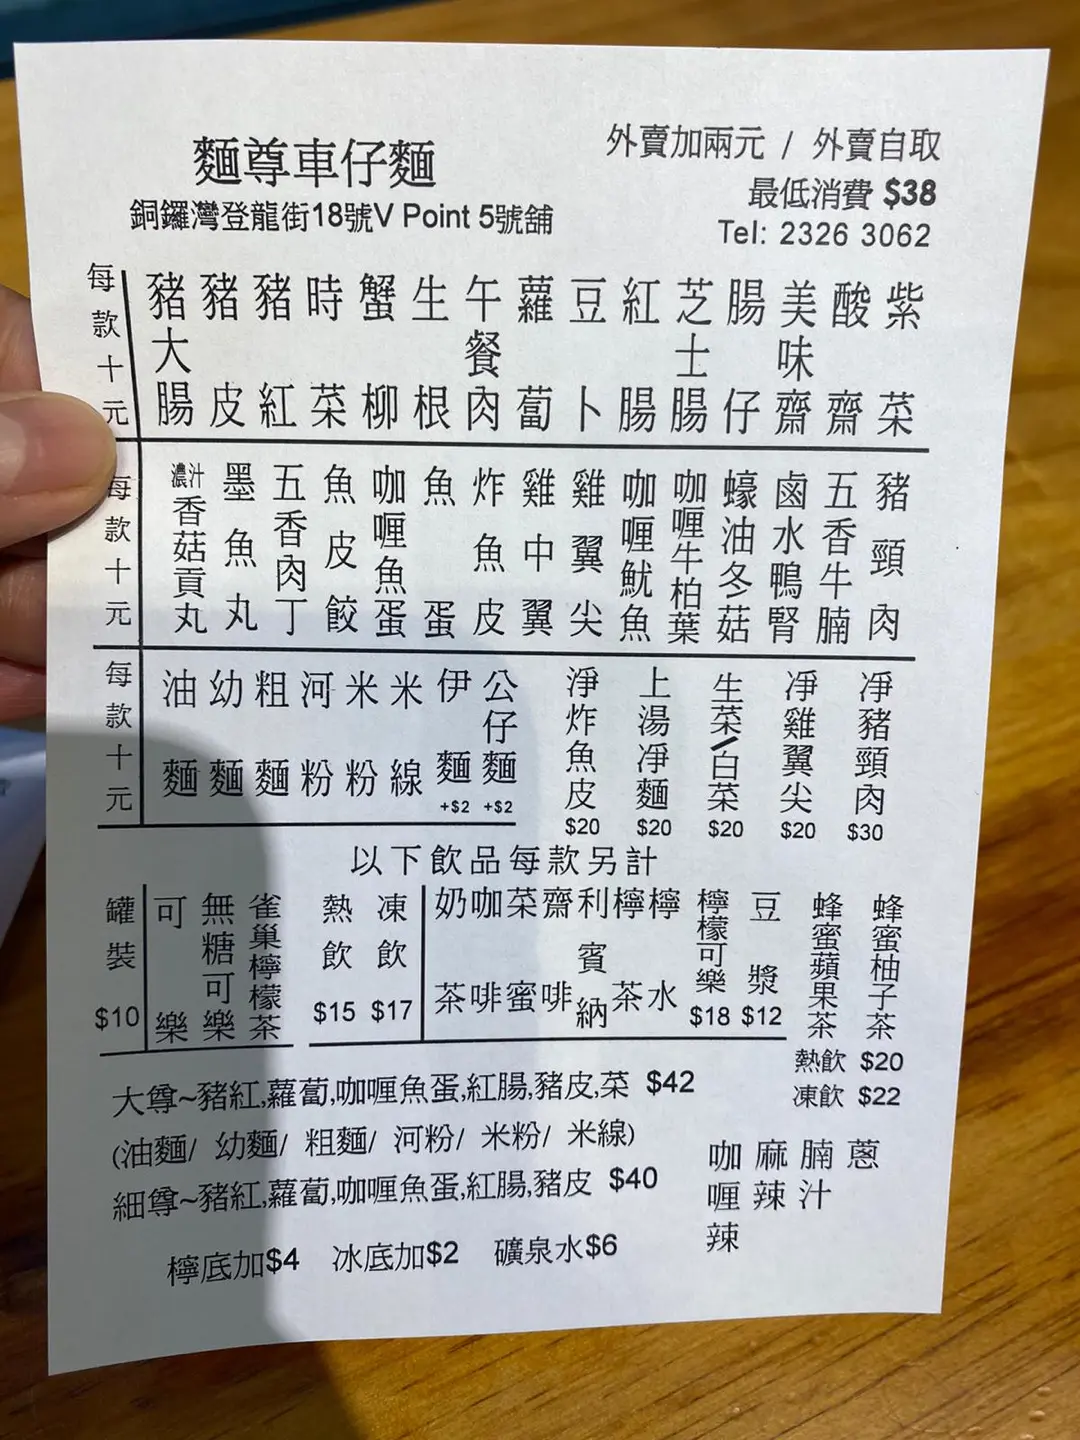 麵尊車仔麵
銅鑼灣登龍街18號V Point 5號舖
外賣加兩元 / 外賣自取
最低消費 $38
Tel: 2326 3062
每款十元
豬大腸
豬皮
豬紅
時菜
蟹柳
生根
午餐肉
蘿蔔
豆卜
紅腸
芝士腸
腸仔
美味齋
酸齋
紫菜
每款十元
濃汁香菇貢丸
墨魚丸
五香肉丁
魚皮餃
咖喱魚蛋
魚蛋
炸魚皮
雞中翼
雞翼尖
咖喱魷魚
咖喱牛柏葉
蠔油冬菇
鹵水鴨腎
五香牛腩
豬頸肉
每款十元
油麵
幼麵
粗麵
河粉
米粉
米線
伊麵 +$2
公仔麵 +$2
淨炸魚皮 $20
上湯淨麵 $20
生菜/白菜 $20
淨雞翼尖 $20
淨豬頸肉 $30
以下飲品每款另計
罐裝 $10
可樂
無糖可樂
雀巢檸檬茶
熱飲 $15
凍飲 $17
奶茶
咖啡
菜蜜
齋啡
利賓納
檸茶
檸水
檸檬可樂 $18
豆漿 $12
蜂蜜蘋果茶
蜂蜜柚子茶
熱飲 $20
凍飲 $22
大尊~豬紅,蘿蔔,咖喱魚蛋,紅腸,豬皮,菜 $42
(油麵/ 幼麵/ 粗麵/ 河粉/ 米粉/ 米線)
細尊~豬紅,蘿蔔,咖喱魚蛋,紅腸,豬皮 $40
咖喱辣
麻辣
腩汁
蔥
檸底加$4 冰底加$2 礦泉水$6